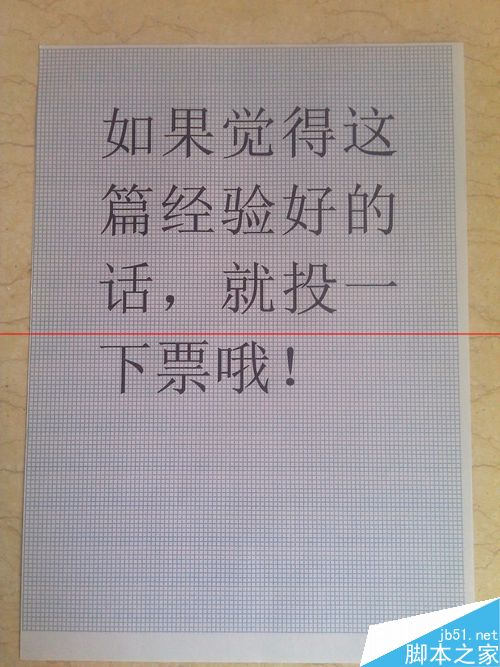 如果觉得这
篇经验好的
话，就投一
下票哦！
jb51.net
脚本之家